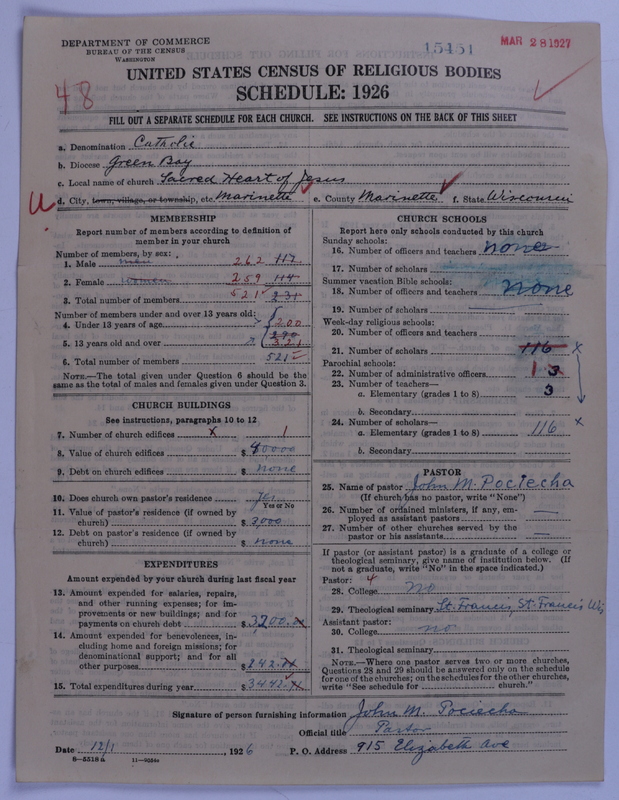 DEPARTMENT OF COMMERCE
BUREAU OF THE CENSUS
WASHINGTON
15451
MAR 28 1927
UNITED STATES CENSUS OF RELIGIOUS BODIES
SCHEDULE: 1926
48
FILL OUT A SEPARATE SCHEDULE FOR EACH CHURCH. SEE INSTRUCTIONS ON THE BACK OF THIS SHEET
a. Denomination Catholic
b. Diocese Green Bay
c. Local name of church Sacred Heart of Jesus
d. City, town, village, or township, etc. Marinette e. County Marinette f. State Wisconsin
MEMBERSHIP
Report number of members according to definition of
member in your church
Number of members, by sex:
1. Male men 262 117
2. Female women 259 114
3. Total number of members 521 231
Number of members under and over 13 years old:
4. Under 13 years of age 200
5. 13 years old and over 321
6. Total number of members 521
NOTE.—The total given under Question 6 should be the
same as the total of males and females given under Question 3.
CHURCH BUILDINGS
See instructions, paragraphs 10 to 12
7. Number of church edifices x 1
8. Value of church edifices $ 40000
9. Debt on church edifices $ none
10. Does church own pastor's residence Yes
Yes or No
11. Value of pastor's residence (if owned by
church) $ 3000
12. Debt on pastor's residence (if owned by
church) $ none
EXPENDITURES
Amount expended by your church during last fiscal year
13. Amount expended for salaries, repairs,
and other running expenses; for im-
provements or new buildings; and for
payments on church debt $ 3200.xx
14. Amount expended for benevolences, in-
cluding home and foreign missions; for
denominational support; and for all
other purposes $ 242.xx
15. Total expenditures during year $ 3442.xx
CHURCH SCHOOLS
Report here only schools conducted by this church
Sunday schools:
16. Number of officers and teachers none
17. Number of scholars
Summer vacation Bible schools:
18. Number of officers and teachers none
19. Number of scholars
Week-day religious schools:
20. Number of officers and teachers
21. Number of scholars 116 x
Parochial schools:
22. Number of administrative officers 1 3
23. Number of teachers—
a. Elementary (grades 1 to 8) 3
b. Secondary
24. Number of scholars—
a. Elementary (grades 1 to 8) 116 x
b. Secondary
PASTOR
25. Name of pastor John M. Pociecha
(If church has no pastor, write "None")
26. Number of ordained ministers, if any, em-
ployed as assistant pastors —
27. Number of other churches served by the
pastor or his assistants —
If pastor (or assistant pastor) is a graduate of a college or
theological seminary, give name of institution below. (If
not a graduate, write "No" in the space indicated.)
Pastor: 4
28. College no
29. Theological seminary St. Francis, St. Francis Wis
Assistant pastor:
30. College no
31. Theological seminary
NOTE.—Where one pastor serves two or more churches,
Questions 28 and 29 should be answered only on the schedule
for one of the churches; on the schedules for the other churches,
write "See schedule for church."
Signature of person furnishing information John M. Pociecha
Official title Pastor
Date 12/1 1926 P. O. Address 915 Elizabeth Ave
8—5518 a 11—9554a